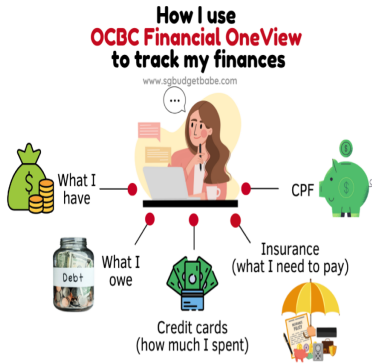 How I use
OCBC Financial OneView
to track my finances
www.sgbudgetbabe.com
What I
have
CPF
Debt
What I
owe
Insurance
(what I need to pay)
Credit cards
(how much I spent)